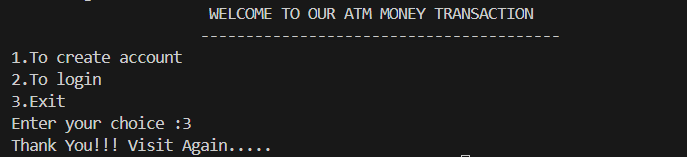 WELCOME TO OUR ATM MONEY TRANSACTION
----------------------------------------
1.To create account
2.To login
3.Exit
Enter your choice :3
Thank You!!! Visit Again.....